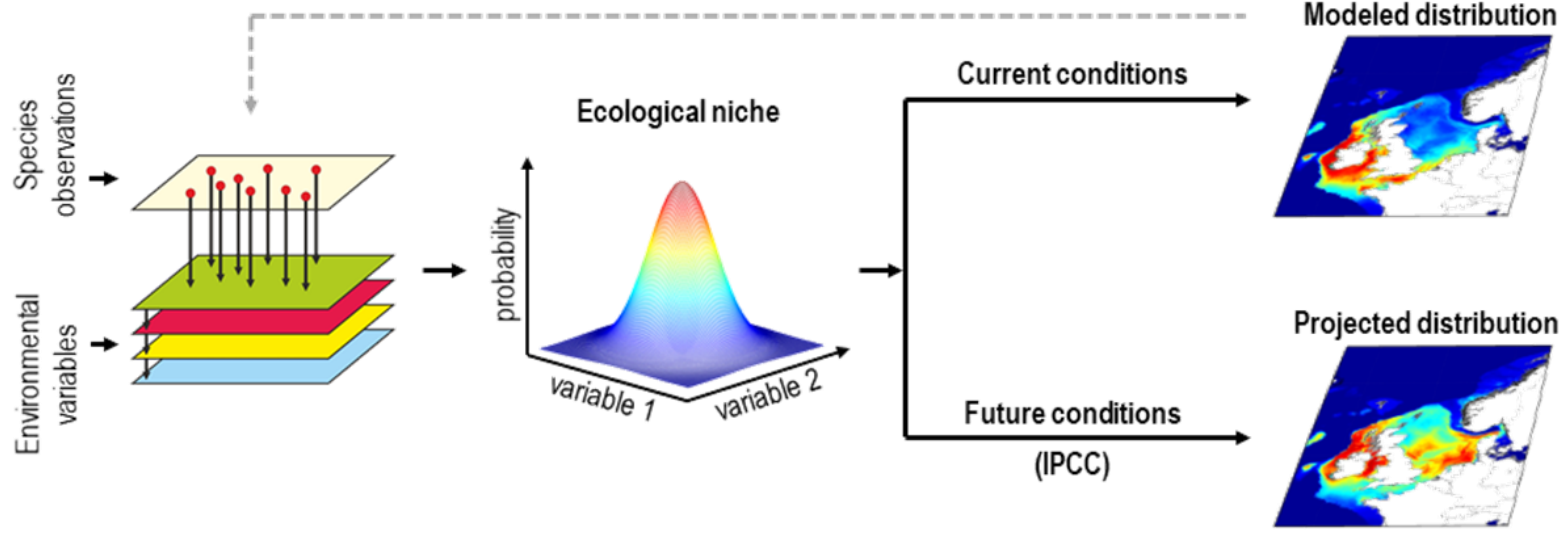 Modeled distribution
Species
observations
Current conditions
Ecological niche
probability
variable 1
variable 2
Environmental
variables
Projected distribution
Future conditions
(IPCC)